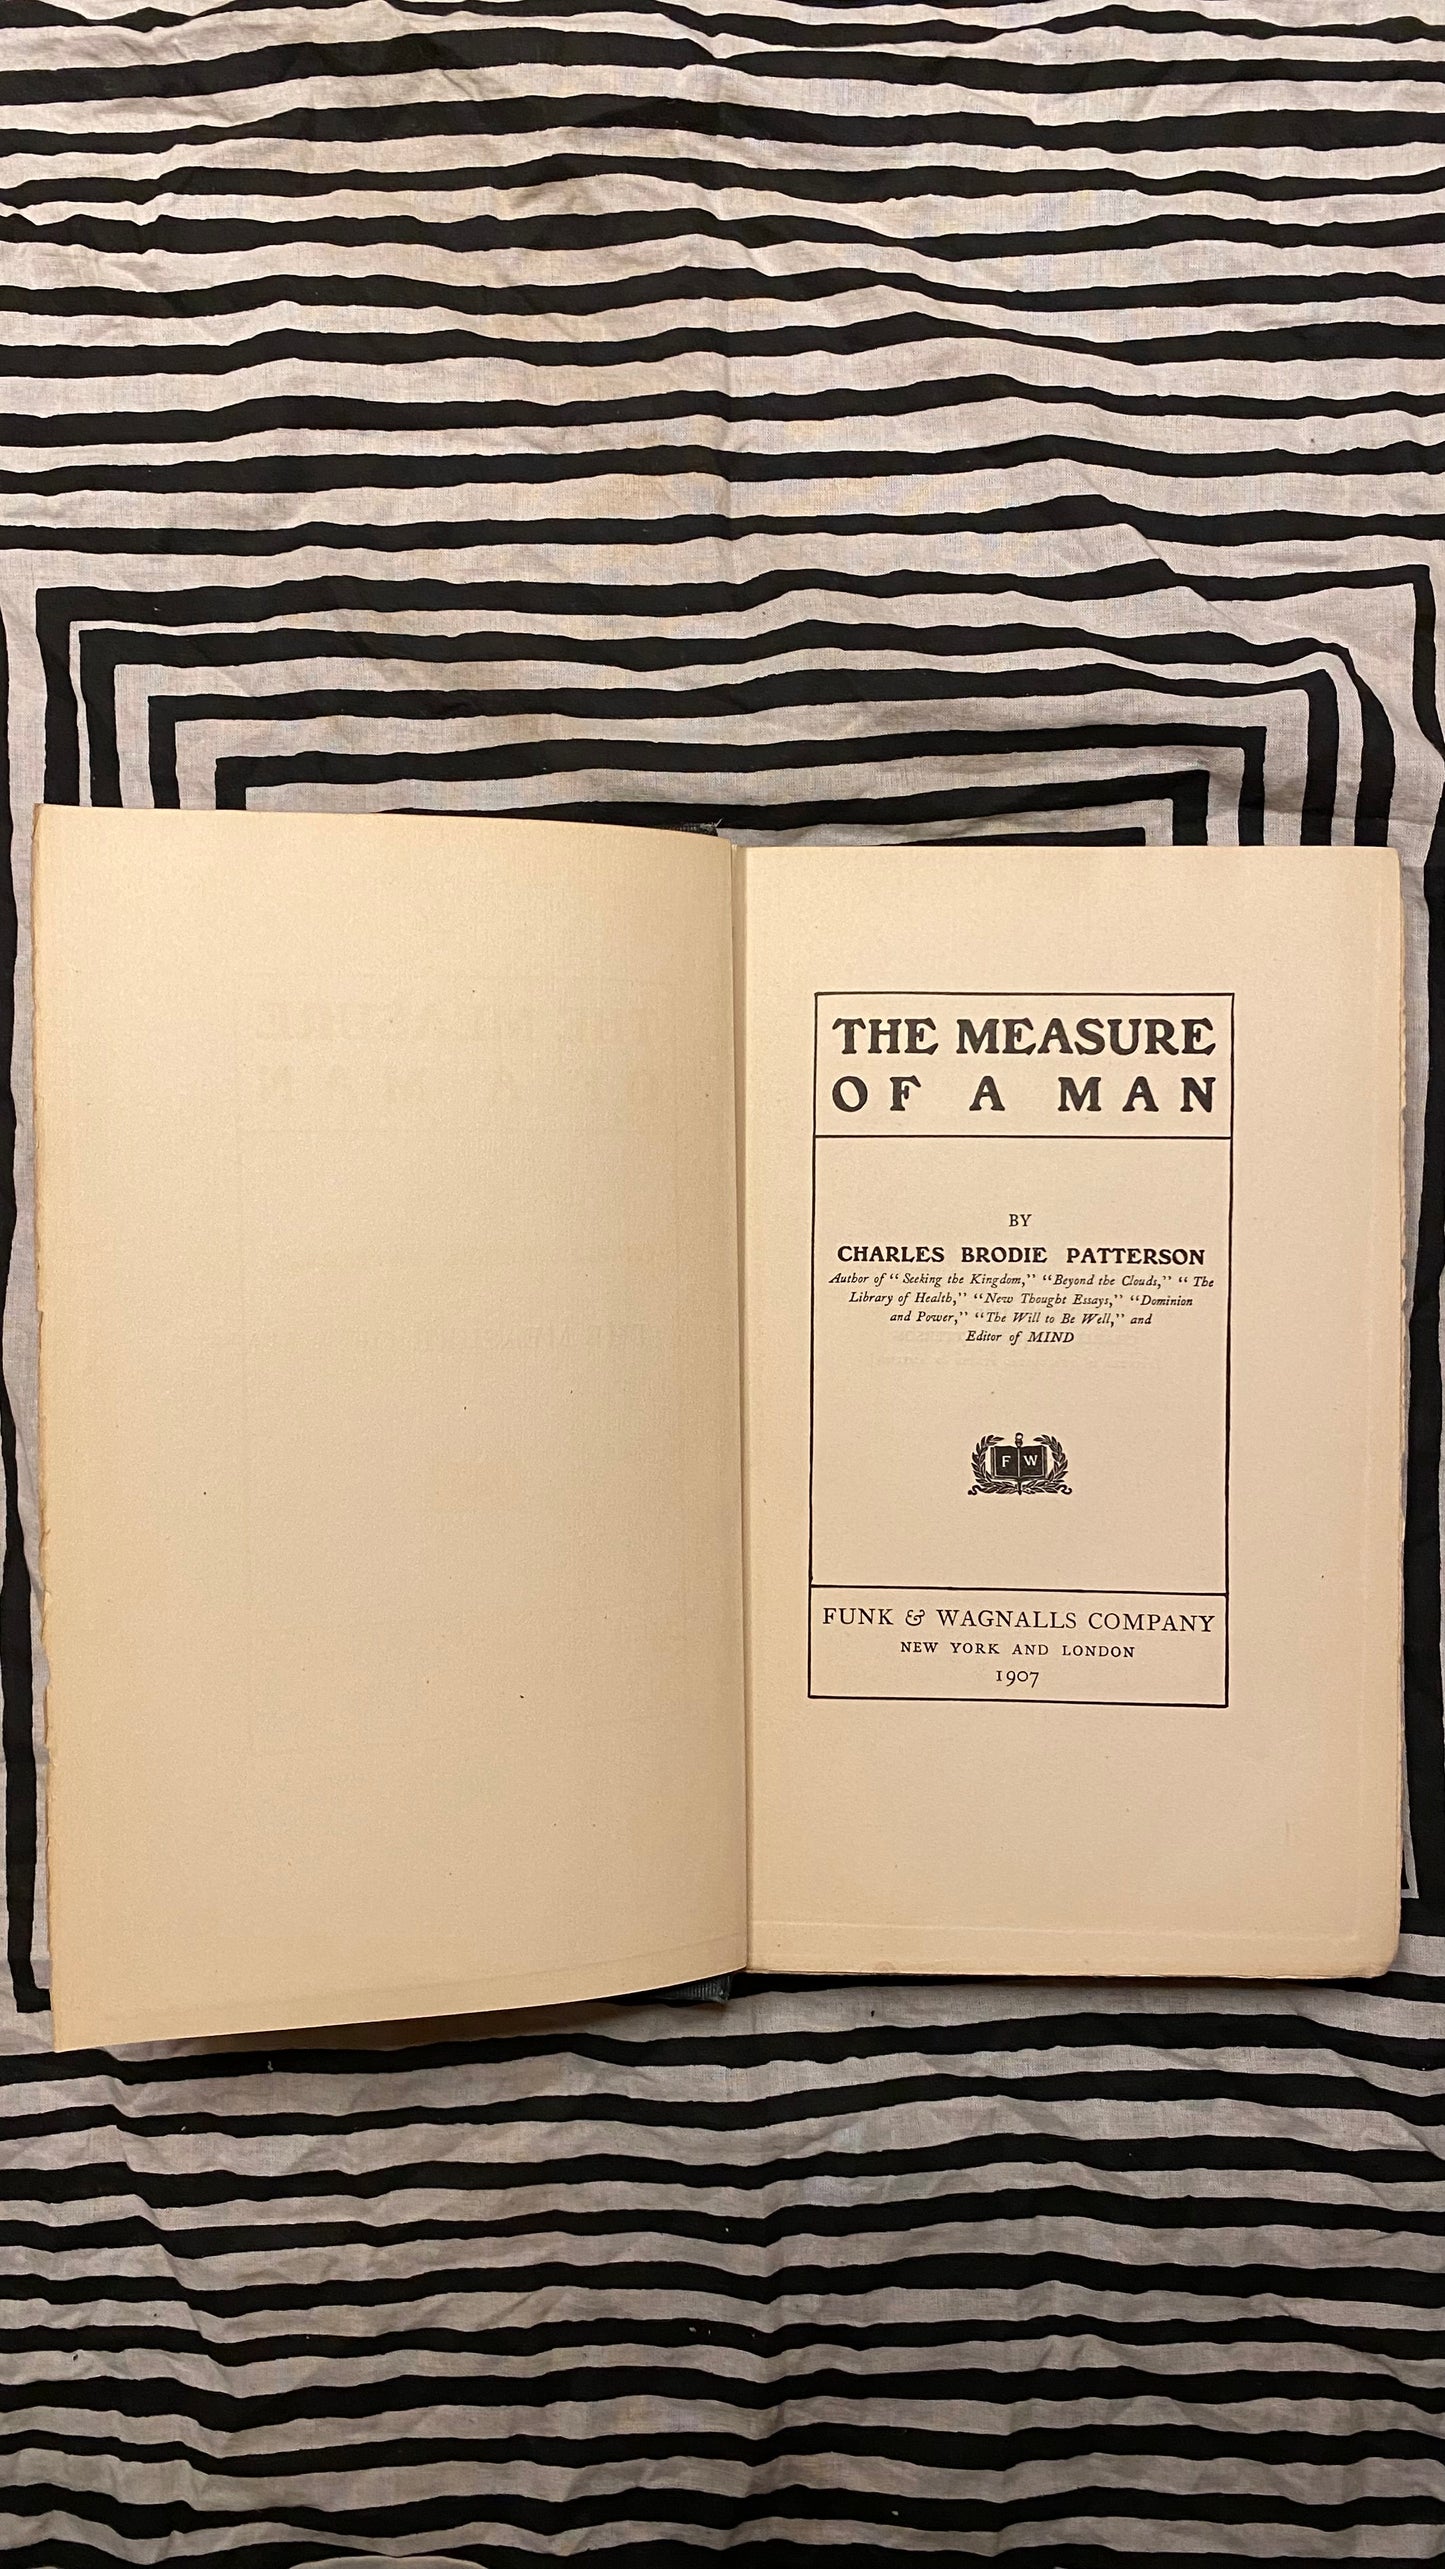 THE MEASURE
OF A MAN
BY
CHARLES BRODIE PATTERSON
Author of “Seeking the Kingdom,” “Beyond the Clouds,” “The
Library of Health,” “New Thought Essays,” “Dominion
and Power,” “The Will to Be Well,” and
Editor of MIND
F W
FUNK & WAGNALLS COMPANY
NEW YORK AND LONDON
1907